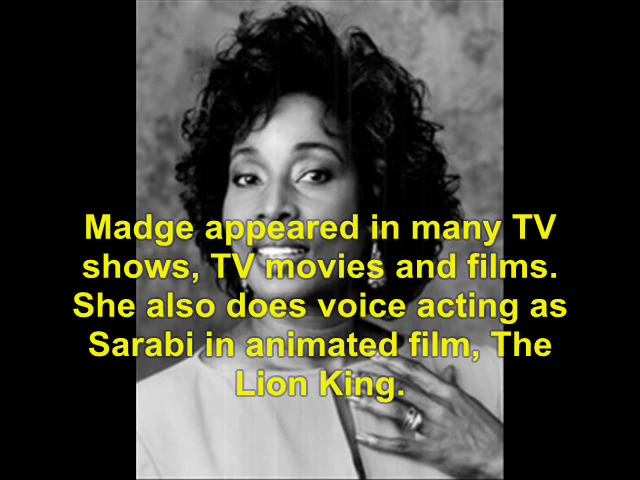 Madge appeared in many TV
shows, TV movies and films.
She also does voice acting as
Sarabi in animated film, The
Lion King.